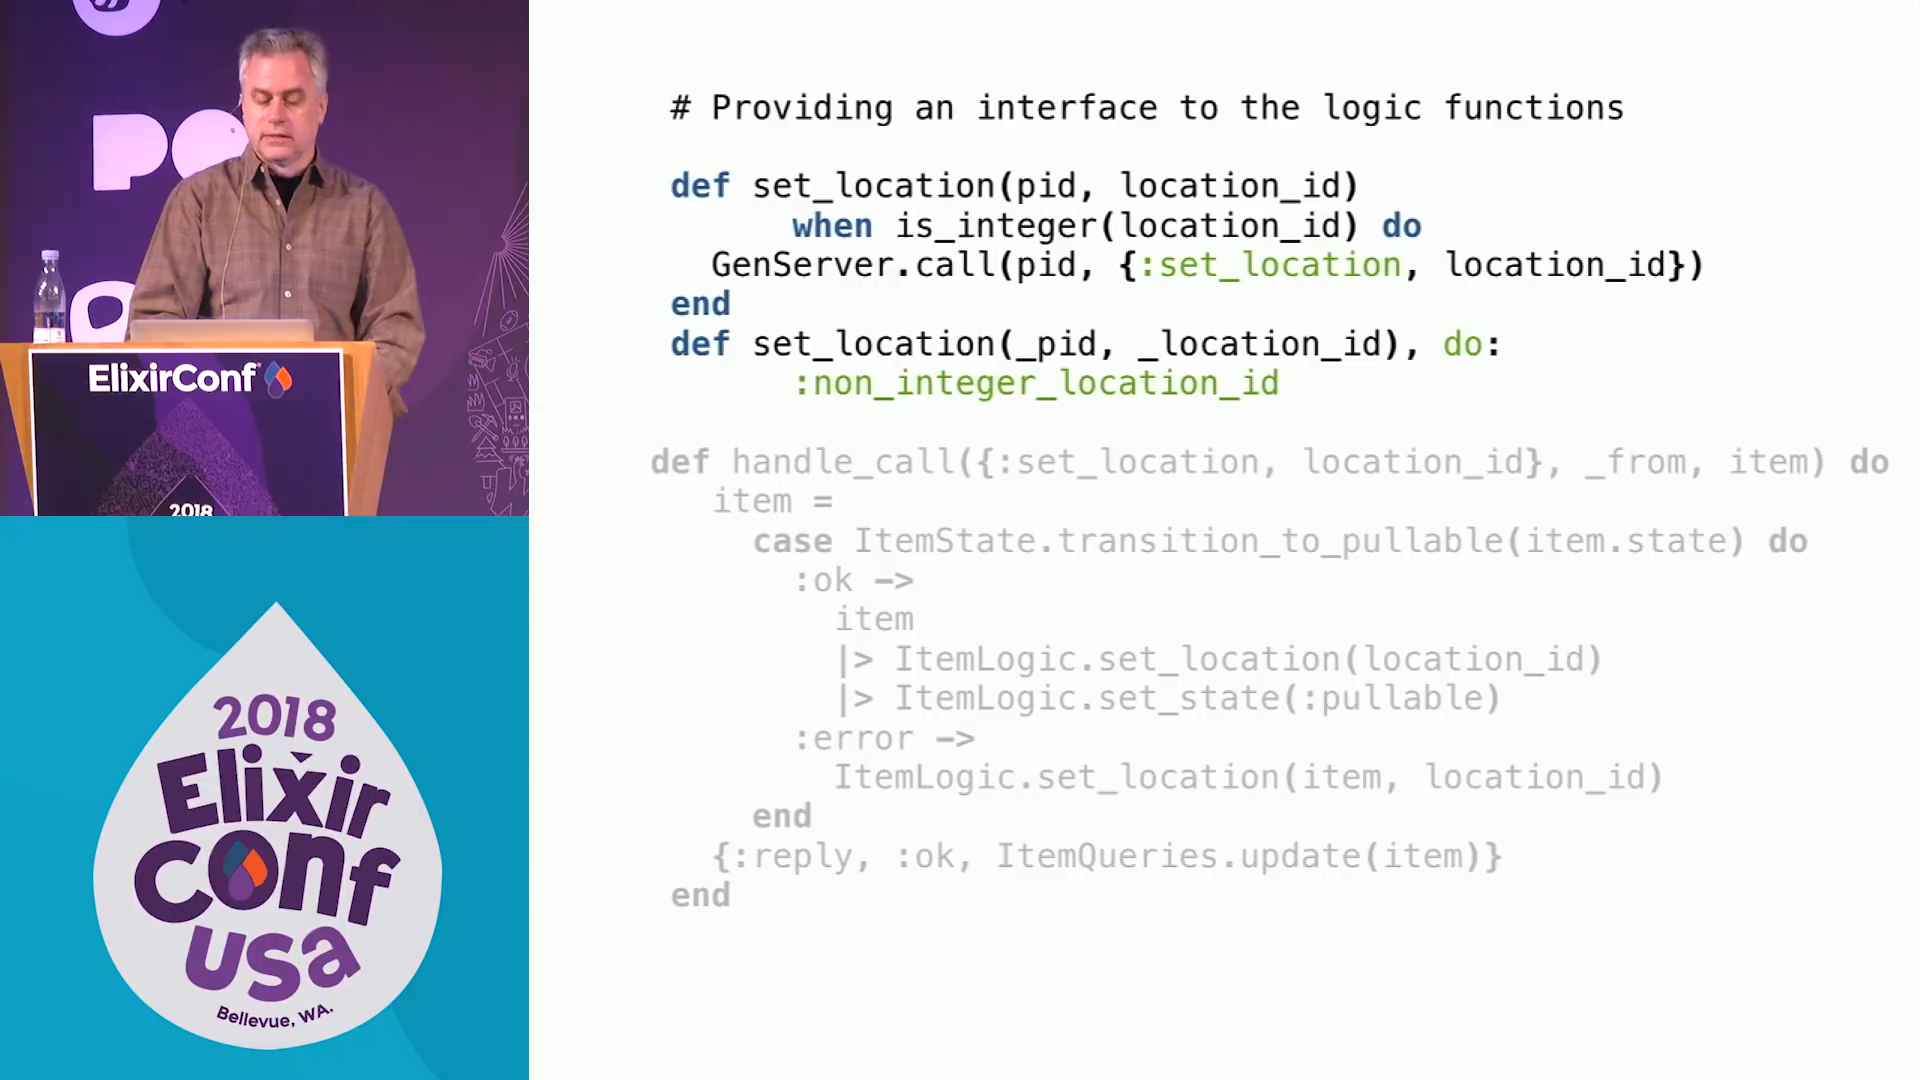 PO
O
ElixirConf
2018
2018
Elixir
Conf
USA
Bellevue, WA.
# Providing an interface to the logic functions
def set_location(pid, location_id)
when is_integer(location_id) do
GenServer.call(pid, {:set_location, location_id})
end
def set_location(_pid, _location_id), do:
:non_integer_location_id
def handle_call({:set_location, location_id}, _from, item) do
item =
case ItemState.transition_to_pullable(item.state) do
:ok ->
item
|> ItemLogic.set_location(location_id)
|> ItemLogic.set_state(:pullable)
:error ->
ItemLogic.set_location(item, location_id)
end
{:reply, :ok, ItemQueries.update(item)}
end